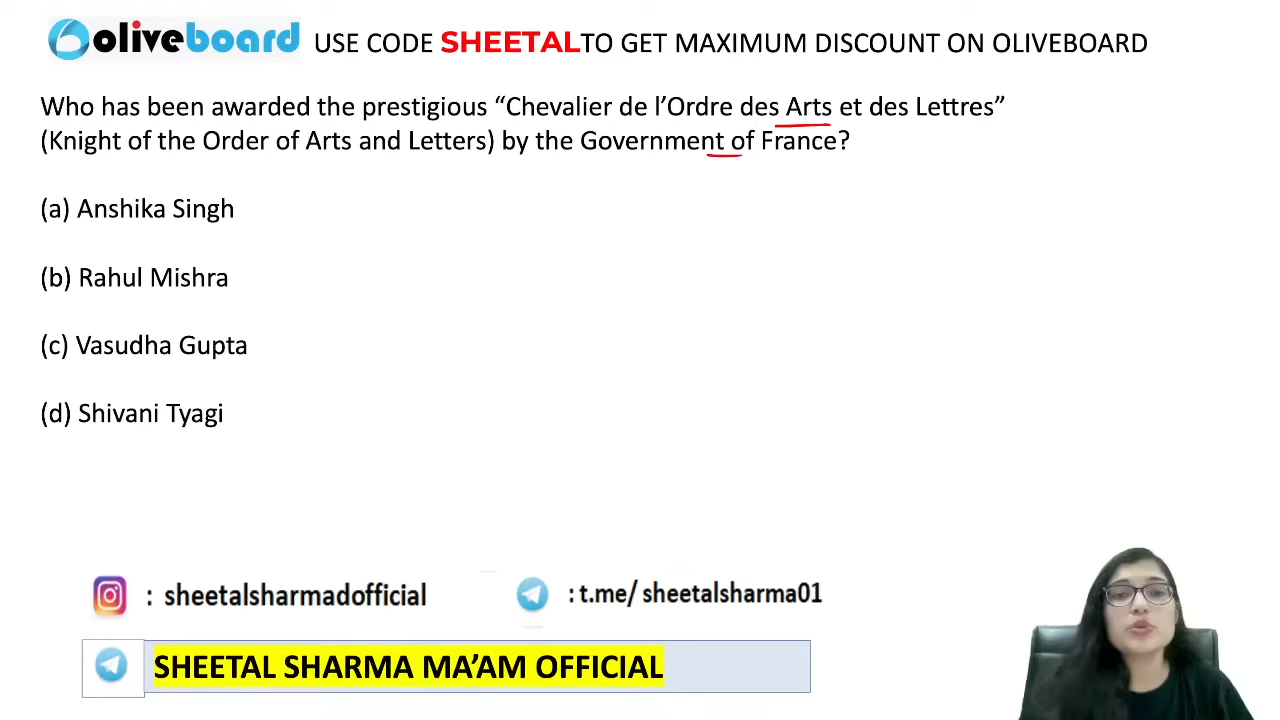 oliveboard USE CODE SHEETAL TO GET MAXIMUM DISCOUNT ON OLIVEBOARD
Who has been awarded the prestigious “Chevalier de l’Ordre des Arts et des Lettres”
(Knight of the Order of Arts and Letters) by the Government of France?
(a) Anshika Singh
(b) Rahul Mishra
(c) Vasudha Gupta
(d) Shivani Tyagi
: sheetalsharmadofficial
: t.me/ sheetalsharma01
SHEETAL SHARMA MA’AM OFFICIAL